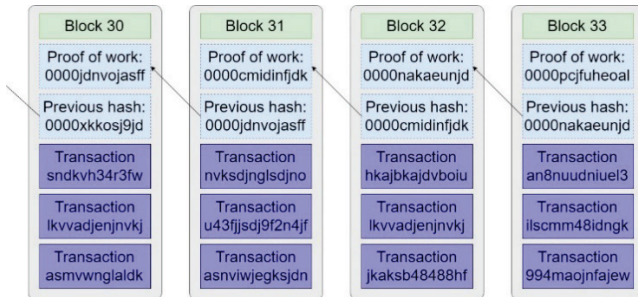 Block 30
Proof of work:
0000jdnvojasff
Previous hash:
0000xkkosj9jd
Transaction
sndkvh34r3fw
Transaction
lkvvadjenjnvkj
Transaction
asmvwnglaldk
Block 31
Proof of work:
0000cmidinfjdk
Previous hash:
0000jdnvojasff
Transaction
nvksdjnglsdjno
Transaction
u43fjjsdj9f2n4jf
Transaction
asnviwjegksjdn
Block 32
Proof of work:
0000nakaeunjd
Previous hash:
0000cmidinfjdk
Transaction
hkajbkajdvboiu
Transaction
lkvvadjenjnvkj
Transaction
jkaksb48488hf
Block 33
Proof of work:
0000pcjfuheoal
Previous hash:
0000nakaeunjd
Transaction
an8nuudniuel3
Transaction
ilscmm48idngk
Transaction
994maojnfajew